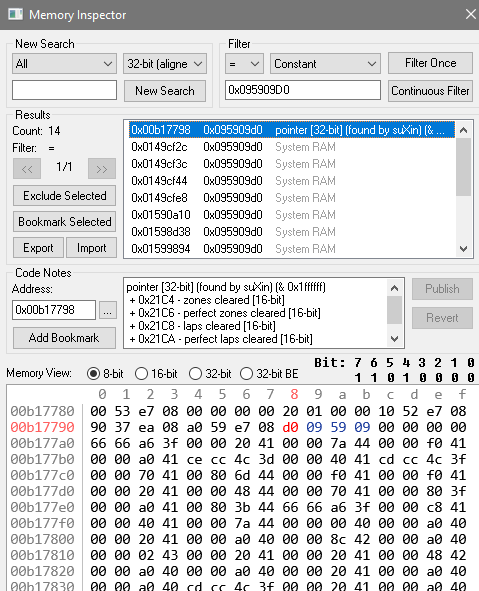 Memory Inspector
New Search
All
32-bit (aligne
New Search
Filter
=
Constant
Filter Once
0x095909D0
Continuous Filter
Results
Count: 14
Filter: =
<< 1/1 >>
Exclude Selected
Bookmark Selected
Export Import
0x00b17798 0x095909d0 pointer [32-bit] (found by suXin) (& ...
0x0149cf2c 0x095909d0 System RAM
0x0149cf3c 0x095909d0 System RAM
0x0149cf44 0x095909d0 System RAM
0x0149cfe8 0x095909d0 System RAM
0x01590a10 0x095909d0 System RAM
0x01598d38 0x095909d0 System RAM
0x01599894 0x095909d0 System RAM
Code Notes
Address:
0x00b17798 ...
Add Bookmark
pointer [32-bit] (found by suXin) (& 0x1ffffff)
+ 0x21C4 - zones cleared [16-bit]
+ 0x21C6 - perfect zones cleared [16-bit]
+ 0x21C8 - laps cleared [16-bit]
+ 0x21CA - perfect laps cleared [16-bit]
Publish
Revert
Memory View: 8-bit 16-bit 32-bit 32-bit BE
Bit: 7 6 5 4 3 2 1 0
1 1 0 1 0 0 0 0
0 1 2 3 4 5 6 7 8 9 a b c d e f
00b17780 00 53 e7 08 00 00 00 00 20 01 00 00 10 52 e7 08
00b17790 90 37 ea 08 a0 59 e7 08 d0 09 59 09 00 00 00 00
00b177a0 66 66 a6 3f 00 00 20 41 00 00 7a 44 00 00 f0 41
00b177b0 00 00 a0 41 ce cc 4c 3d 00 00 40 41 cd cc 4c 3f
00b177c0 00 00 70 41 00 80 6d 44 00 00 f0 41 00 00 f0 41
00b177d0 00 00 20 41 00 00 48 44 00 00 70 41 00 00 80 3f
00b177e0 00 00 a0 41 00 80 3b 44 66 66 a6 3f 00 00 c8 41
00b177f0 00 00 40 41 00 00 7a 44 00 00 40 00 00 00 a0 40
00b17800 00 00 20 41 00 00 a0 40 00 00 8c 42 00 00 a0 40
00b17810 00 00 02 43 00 00 20 41 00 00 20 41 00 00 48 42
00b17820 00 00 a0 40 00 00 a0 40 00 00 20 41 00 00 a0 40
00b17830 00 00 a0 40 cd cc 4c 3f 00 00 20 41 00 00 a0 40